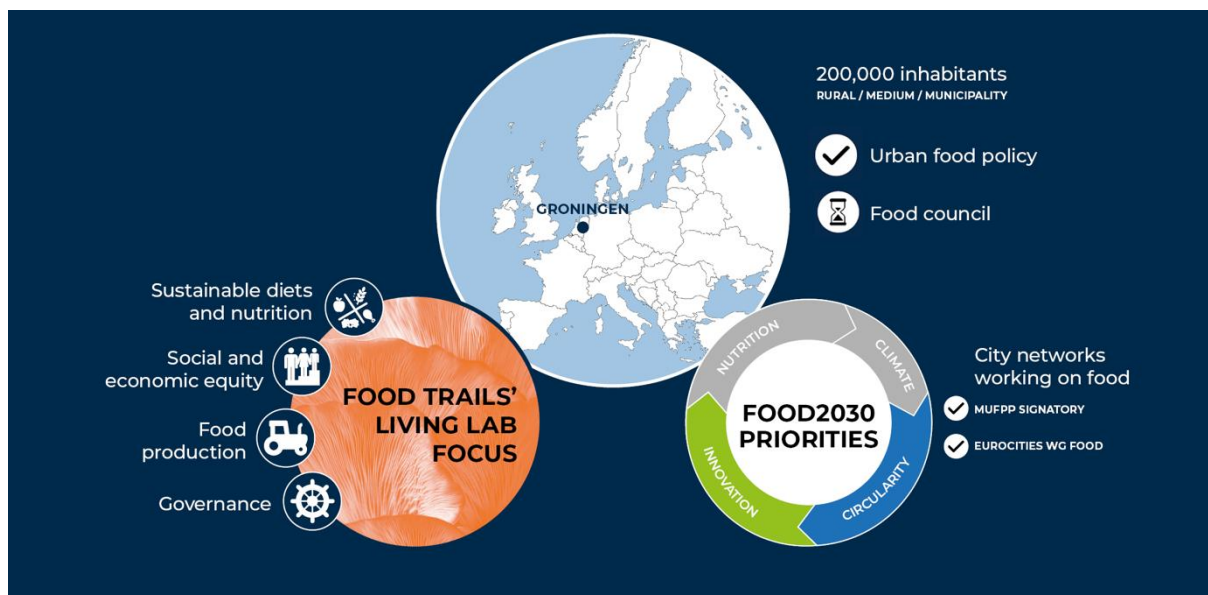 200,000 inhabitants
RURAL / MEDIUM / MUNICIPALITY
Urban food policy
Food council
GRONINGEN
Sustainable diets
and nutrition
Social and
economic equity
Food
production
Governance
FOOD TRAILS’
LIVING LAB
FOCUS
NUTRITION
CLIMATE
CIRCULARITY
INNOVATION
FOOD2030
PRIORITIES
City networks
working on food
MUFPP SIGNATORY
EUROCITIES WG FOOD